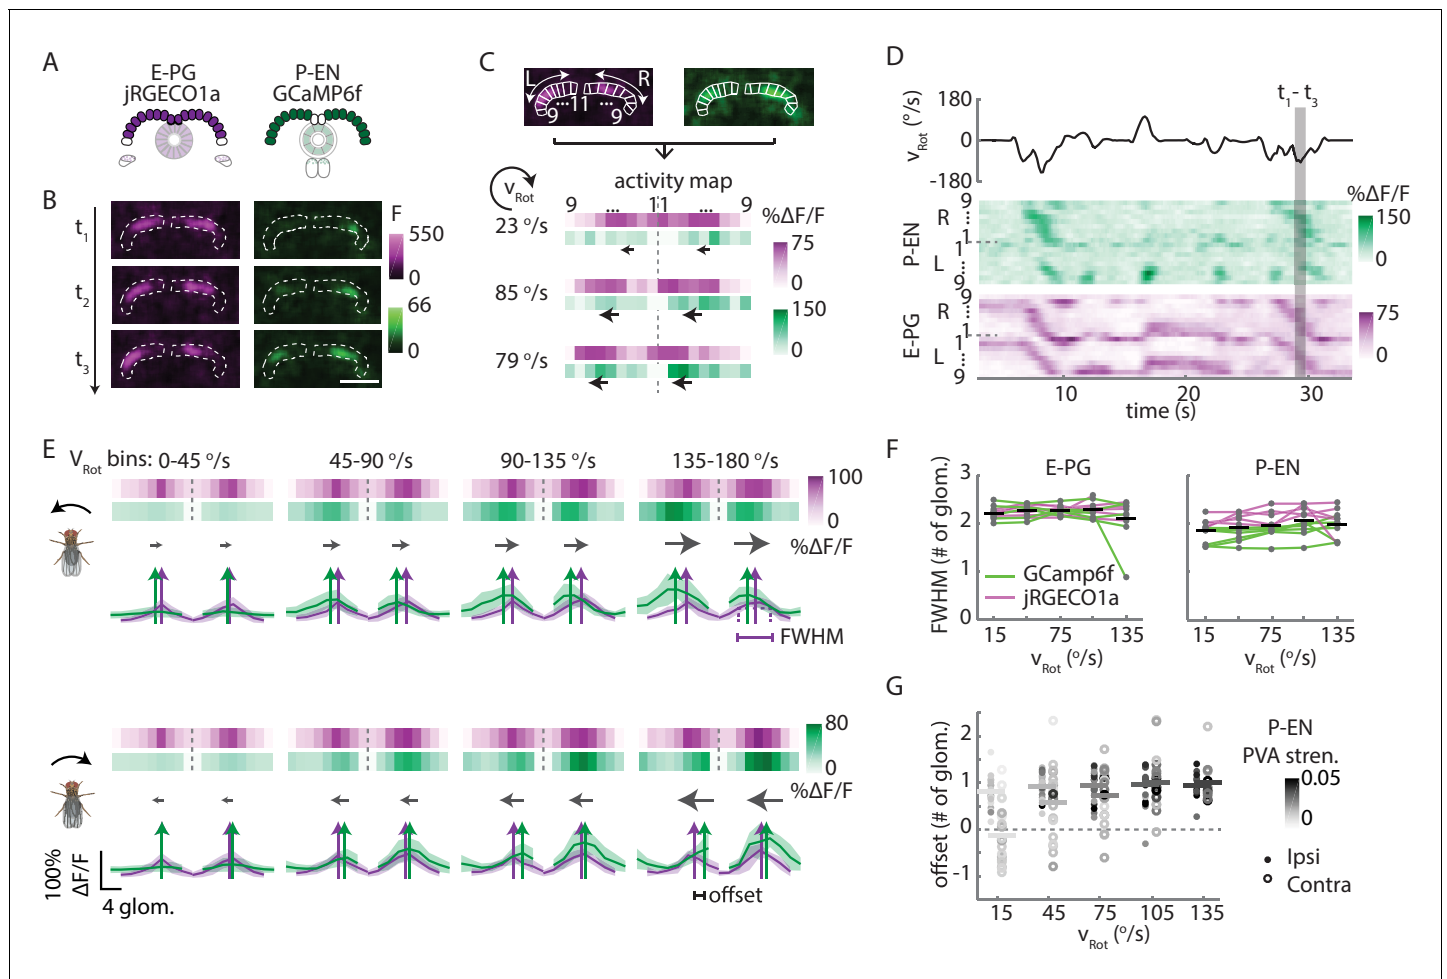 A
E-PG
jRGECO1a
P-EN
GCaMP6f
B
t1
t2
t3
F
550
0
66
0
C
L
R
9
...
11
...
9
vRot
activity map
9 ... 11 ... 9
23 °/s
85 °/s
79 °/s
%ΔF/F
75
0
150
0
D
t1- t3
vRot (°/s)
180
0
-180
P-EN
9
R
1
L
9
%ΔF/F
150
0
E-PG
9
R
1
L
9
75
0
10 20 30
time (s)
E
VRot bins: 0-45 °/s 45-90 °/s 90-135 °/s 135-180 °/s
100
0
%ΔF/F
FWHM
80
0
%ΔF/F
100%
ΔF/F
4 glom.
offset
F
E-PG
P-EN
FWHM (# of glom.)
3
2
1
0
GCamp6f
jRGECO1a
15 75 135
15 75 135
vRot (°/s)
vRot (°/s)
G
offset (# of glom.)
2
1
0
-1
15 45 75 105 135
vRot (°/s)
P-EN
PVA stren.
0.05
0
Ipsi
Contra